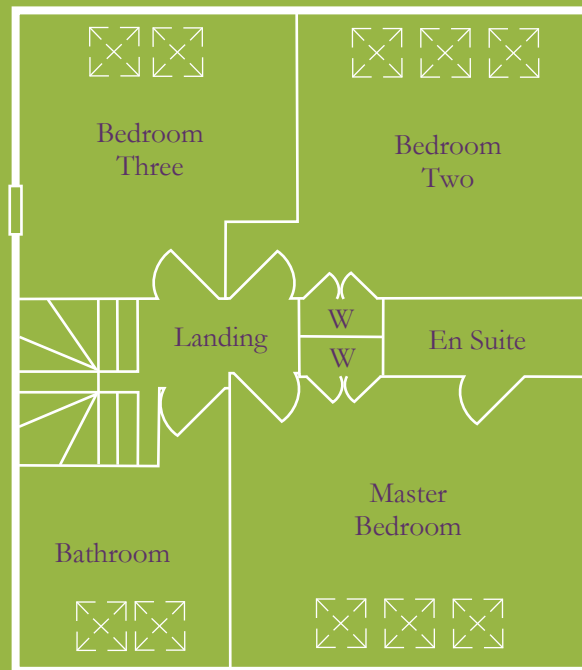 Bedroom
Three
Bedroom
Two
Landing
W
W
En Suite
Master
Bedroom
Bathroom